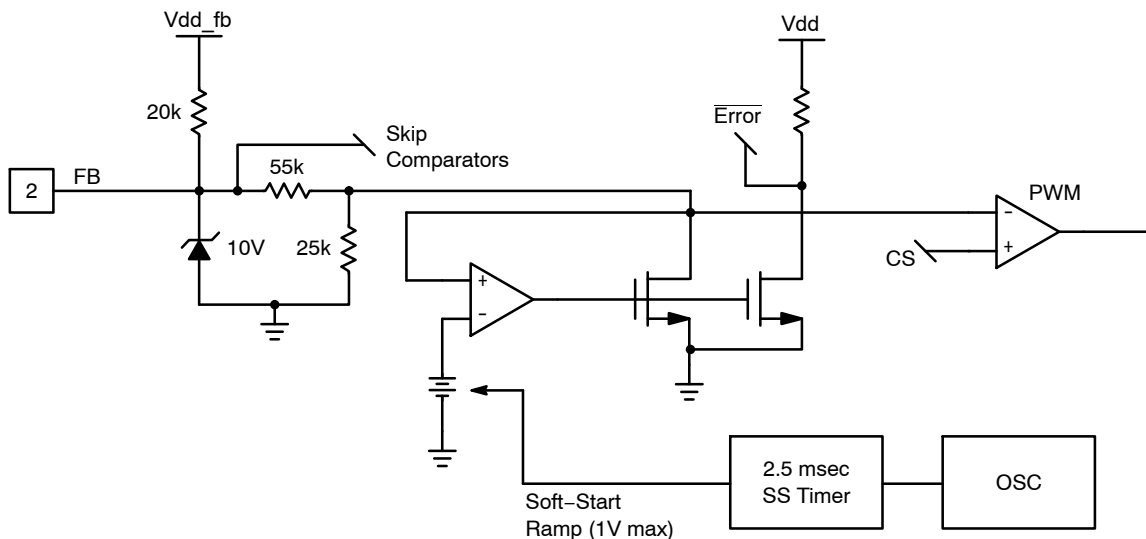 Vdd_fb
Vdd
20k
Error
Skip
Comparators
2
FB
55k
PWM
10V
25k
-
+
CS
+
-
2.5 msec
SS Timer
OSC
Soft-Start
Ramp (1V max)